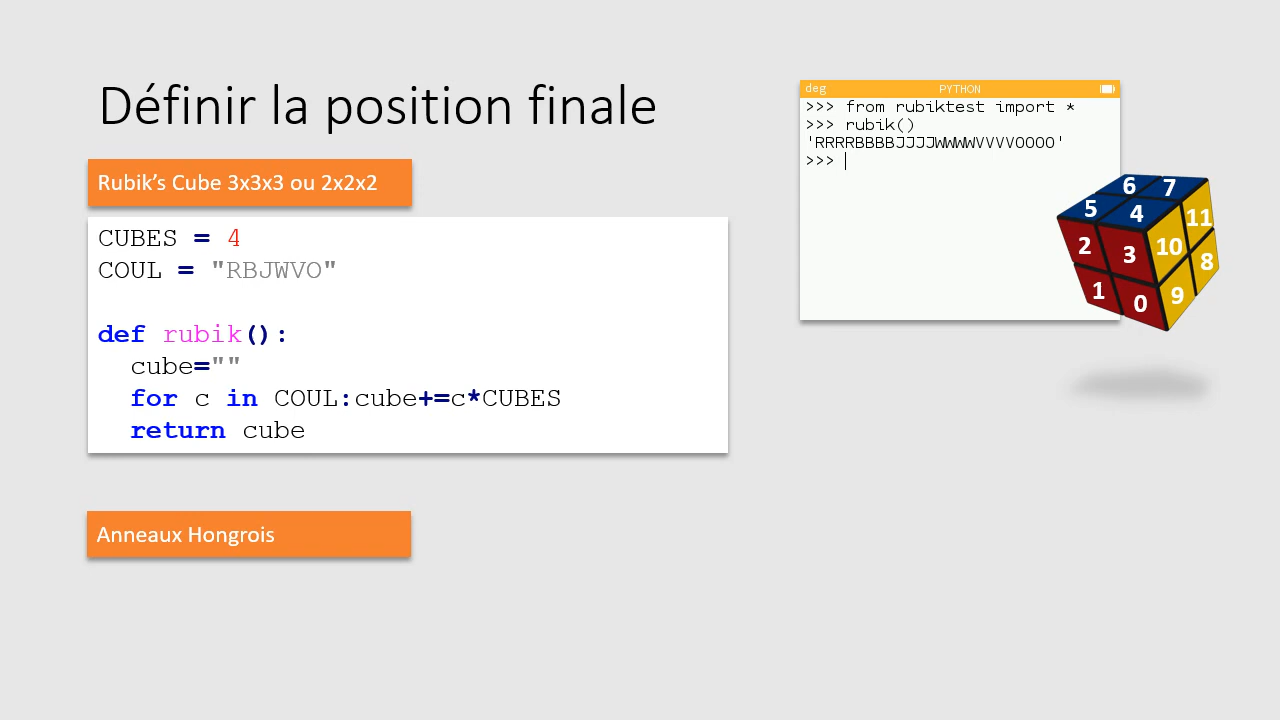 Définir la position finale
Rubik's Cube 3x3x3 ou 2x2x2
CUBES = 4
COUL = "RBJWVO"
def rubik():
cube=""
for c in COUL:cube+=c*CUBES
return cube
Anneaux Hongrois
deg PYTHON
>>> from rubiktest import *
>>> rubik()
'RRRRBBBBJJJJWWWWVVVVOOOO'
>>>
6 7
5 4 11
2 3 10 8
1 0 9